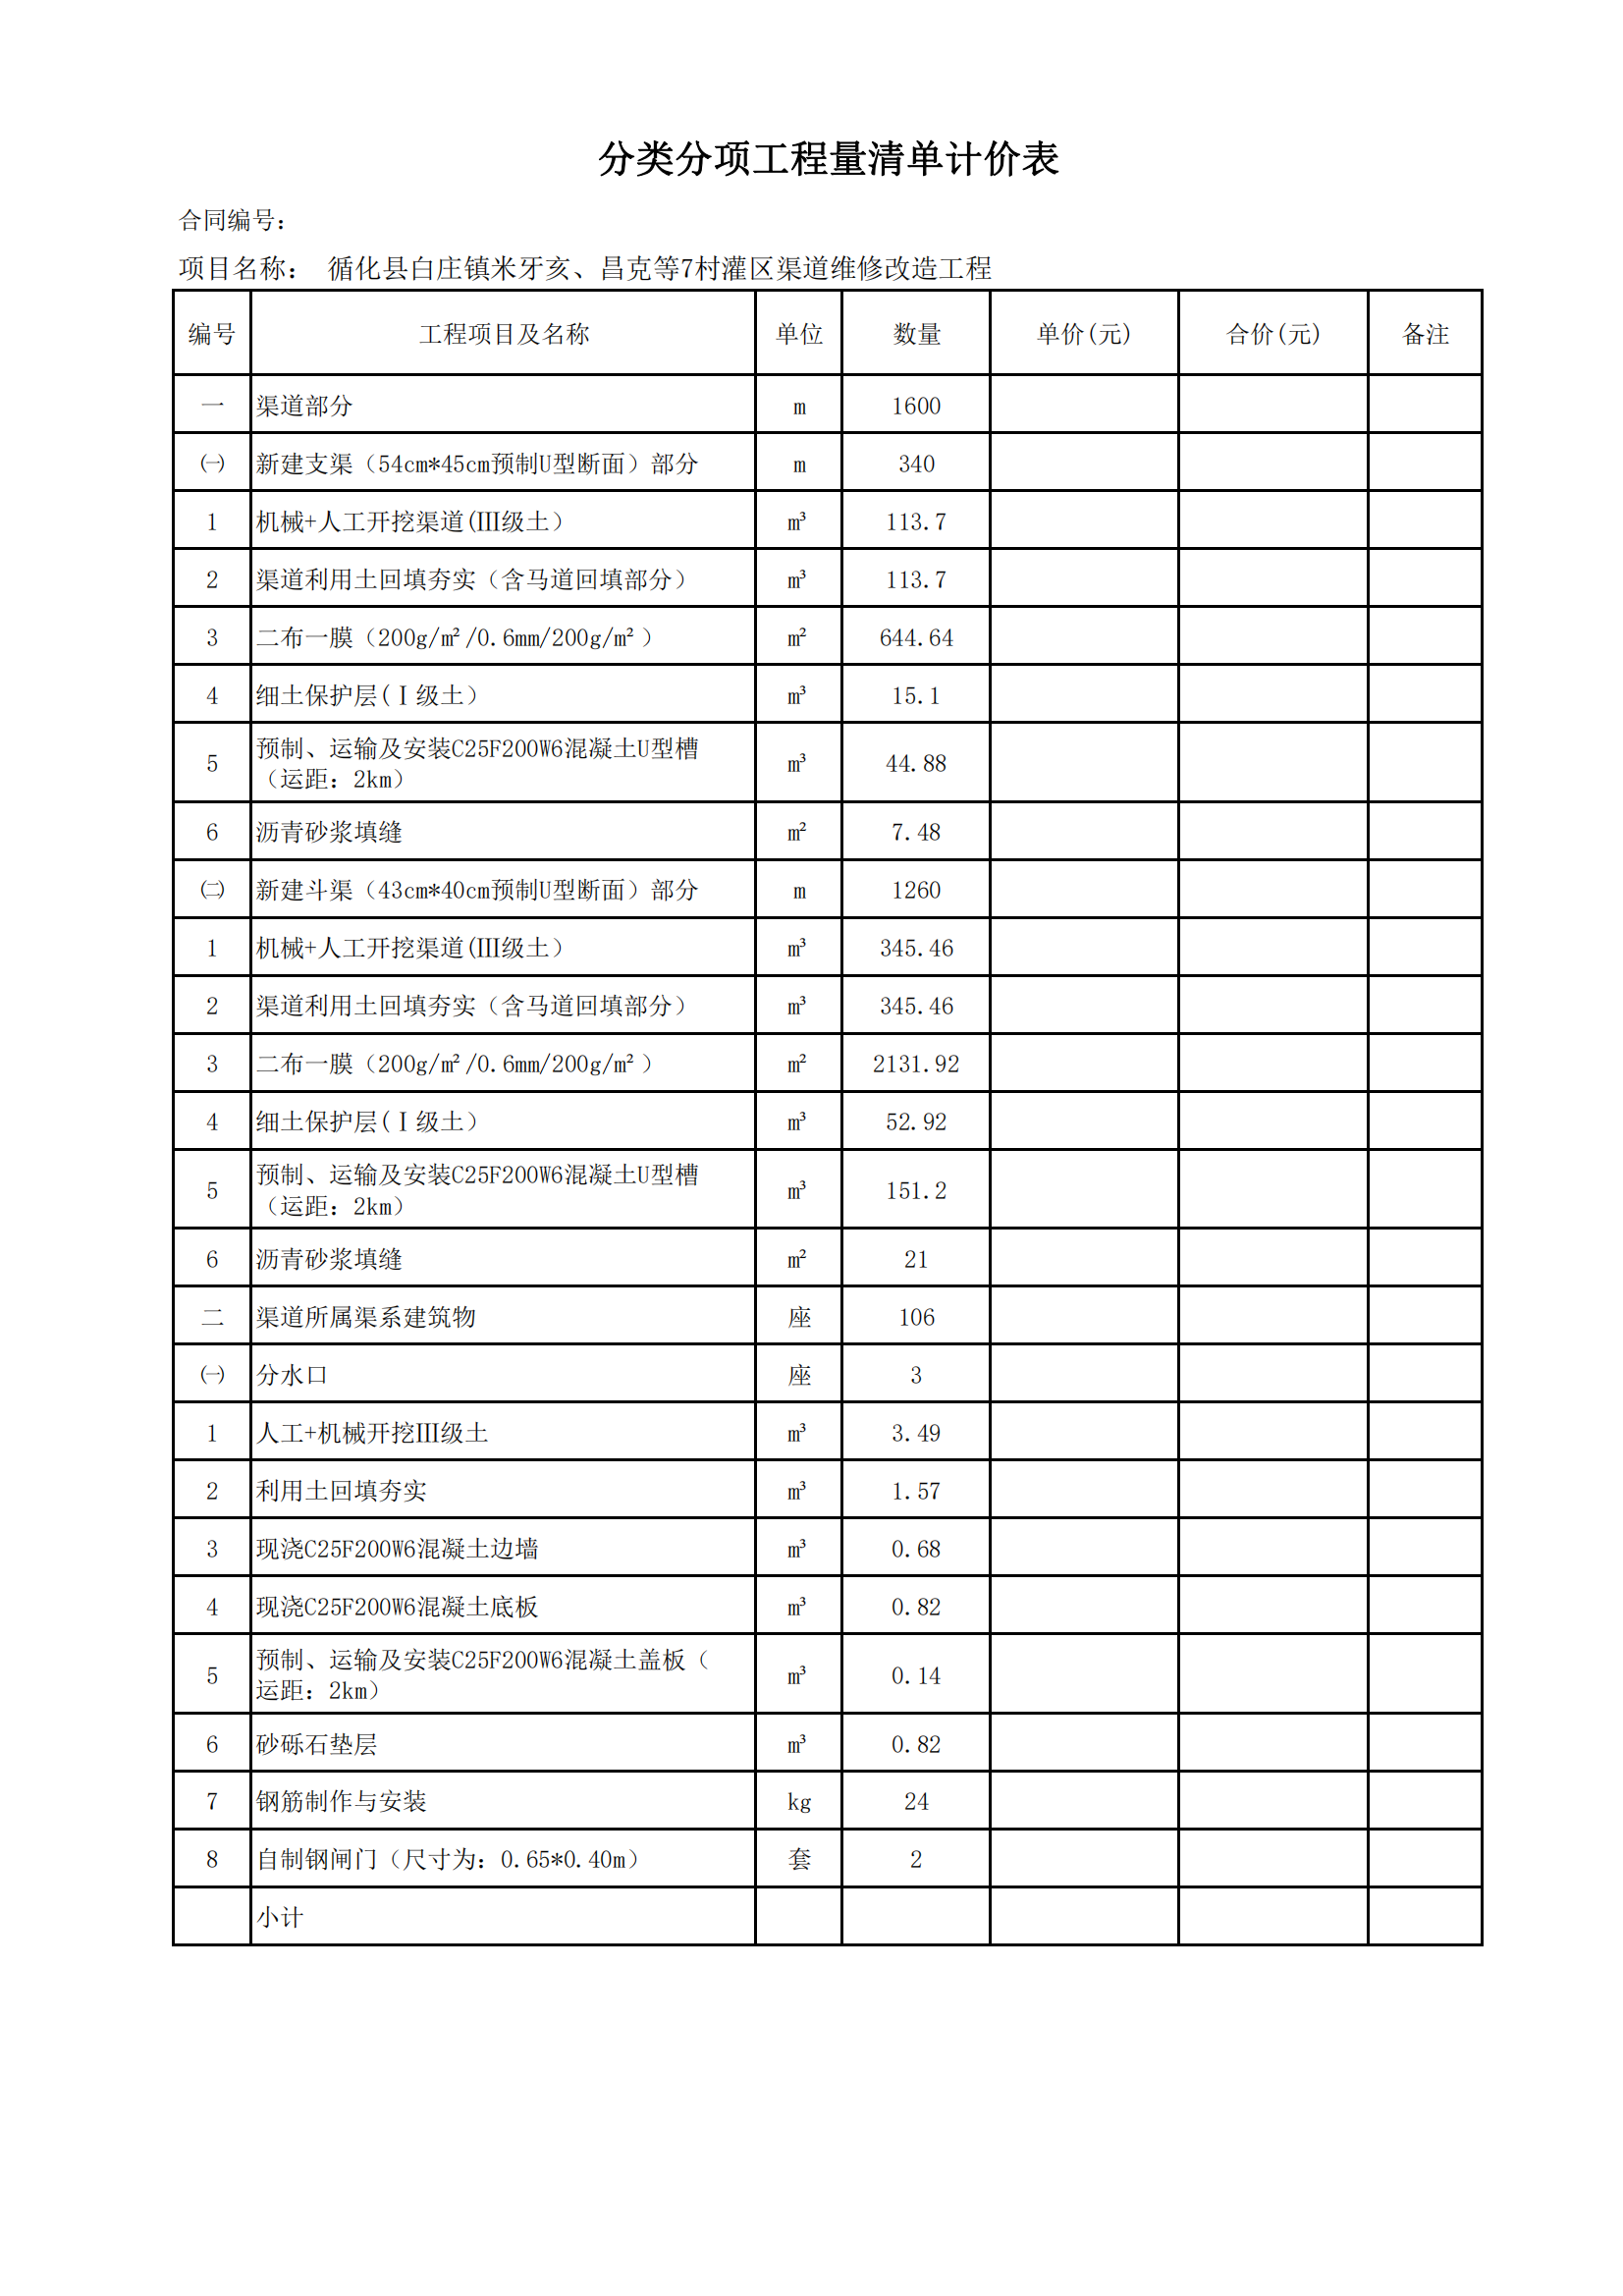 分类分项工程量清单计价表
合同编号：
项目名称： 循化县白庄镇米牙亥、昌克等7村灌区渠道维修改造工程
编号 工程项目及名称 单位 数量 单价(元) 合价(元) 备注
一 渠道部分 m 1600
㈠ 新建支渠（54cm*45cm预制U型断面）部分 m 340
1 机械+人工开挖渠道(Ⅲ级土） m³ 113.7
2 渠道利用土回填夯实（含马道回填部分） m³ 113.7
3 二布一膜（200g/m²/0.6mm/200g/m²） m² 644.64
4 细土保护层(Ⅰ级土） m³ 15.1
5 预制、运输及安装C25F200W6混凝土U型槽
（运距：2km） m³ 44.88
6 沥青砂浆填缝 m² 7.48
㈡ 新建斗渠（43cm*40cm预制U型断面）部分 m 1260
1 机械+人工开挖渠道(Ⅲ级土） m³ 345.46
2 渠道利用土回填夯实（含马道回填部分） m³ 345.46
3 二布一膜（200g/m²/0.6mm/200g/m²） m² 2131.92
4 细土保护层(Ⅰ级土） m³ 52.92
5 预制、运输及安装C25F200W6混凝土U型槽
（运距：2km） m³ 151.2
6 沥青砂浆填缝 m² 21
二 渠道所属渠系建筑物 座 106
㈠ 分水口 座 3
1 人工+机械开挖Ⅲ级土 m³ 3.49
2 利用土回填夯实 m³ 1.57
3 现浇C25F200W6混凝土边墙 m³ 0.68
4 现浇C25F200W6混凝土底板 m³ 0.82
5 预制、运输及安装C25F200W6混凝土盖板（
运距：2km） m³ 0.14
6 砂砾石垫层 m³ 0.82
7 钢筋制作与安装 kg 24
8 自制钢闸门（尺寸为：0.65*0.40m） 套 2
小计